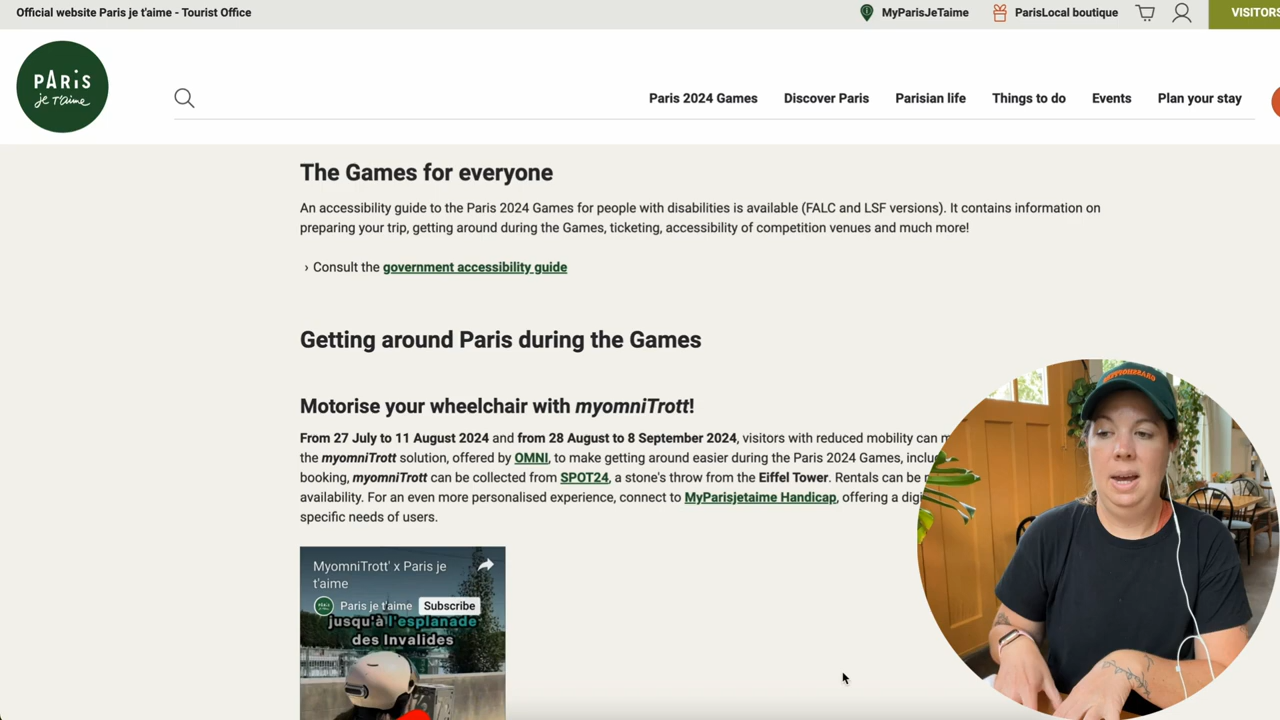 Official website Paris je t'aime - Tourist Office
MyParisJeTaime
ParisLocal boutique
VISITORS
PARIS
je t'aime
Paris 2024 Games
Discover Paris
Parisian life
Things to do
Events
Plan your stay
The Games for everyone
An accessibility guide to the Paris 2024 Games for people with disabilities is available (FALC and LSF versions). It contains information on
preparing your trip, getting around during the Games, ticketing, accessibility of competition venues and much more!
› Consult the government accessibility guide
Getting around Paris during the Games
Motorise your wheelchair with myomniTrott!
From 27 July to 11 August 2024 and from 28 August to 8 September 2024, visitors with reduced mobility can
the myomniTrott solution, offered by OMNI, to make getting around easier during the Paris 2024 Games,
booking, myomniTrott can be collected from SPOT24, a stone's throw from the Eiffel Tower. Rentals can be
availability. For an even more personalised experience, connect to MyParisjetaime Handicap, offering a
specific needs of users.
MyomniTrott' x Paris je
t'aime
Paris je t'aime
Subscribe
jusqu'à l'esplanade
des Invalides